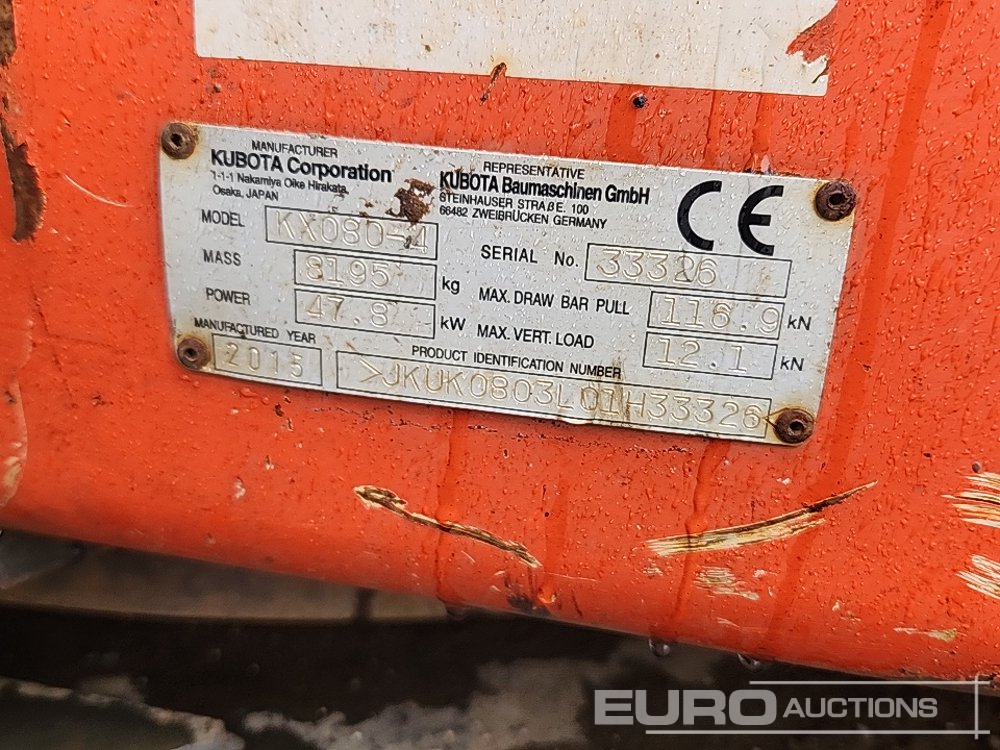 MANUFACTURER
KUBOTA Corporation
1-1-1 Nakamiya Oike Hirakata,
Osaka, JAPAN
REPRESENTATIVE
KUBOTA Baumaschinen GmbH
STEINHAUSER STRAßE. 100
66482 ZWEIBRÜCKEN GERMANY
CE
MODEL KX080-4
SERIAL No. 33326
MASS 8195 kg
MAX. DRAW BAR PULL 116.9 kN
POWER 47.8 kW
MAX. VERT. LOAD 12.1 kN
MANUFACTURED YEAR
2015
PRODUCT IDENTIFICATION NUMBER
>JKUK0803L01H33326
EURO AUCTIONS